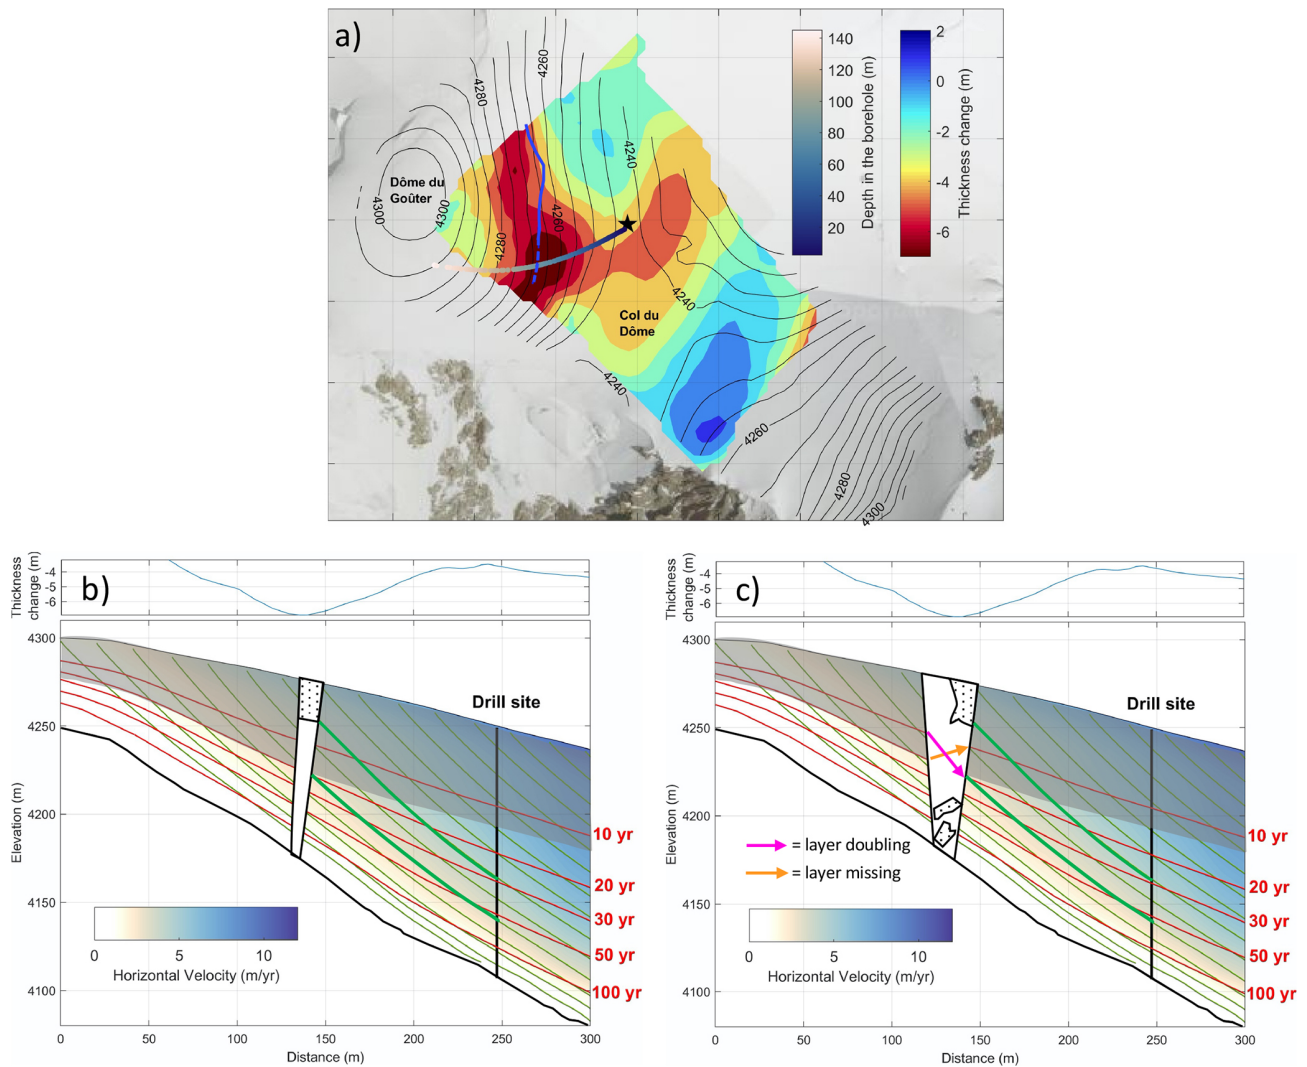 a)
4260
4280
4240
Dôme du
Goûter
4300
4300
4260
4280
4240
Col du
Dôme
4240
4260
4280
4300
140
120
100
80
60
40
20
Depth in the borehole (m)
2
0
-2
-4
-6
Thickness change (m)
Thickness
change (m)
-4
-5
-6
b)
4300
4250
4200
4150
4100
Elevation (m)
Drill site
10 yr
20 yr
30 yr
50 yr
100 yr
0 5 10
Horizontal Velocity (m/yr)
0 50 100 150 200 250 300
Distance (m)
Thickness
change (m)
-4
-5
-6
c)
4300
4250
4200
4150
4100
Elevation (m)
Drill site
= layer doubling
= layer missing
10 yr
20 yr
30 yr
50 yr
100 yr
0 5 10
Horizontal Velocity (m/yr)
0 50 100 150 200 250 300
Distance (m)